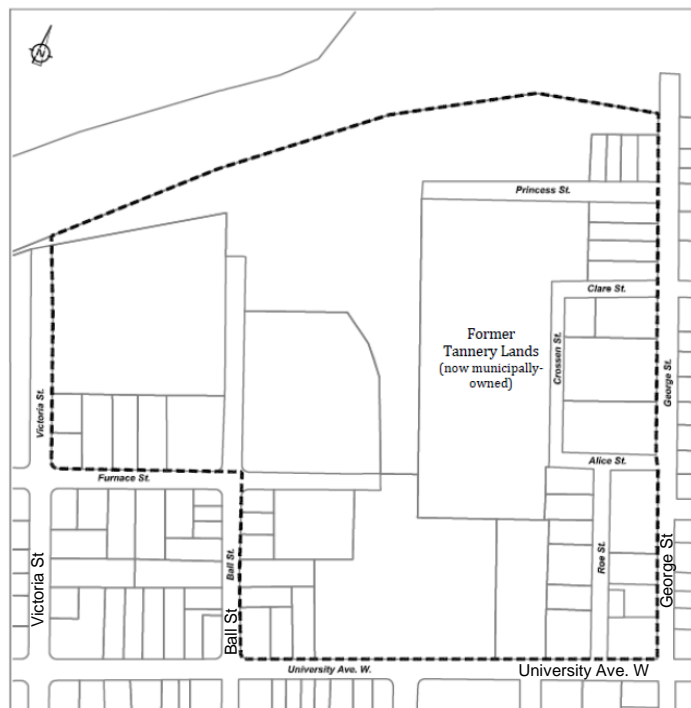 N
Princess St.
Clare St.
Former
Tannery Lands
(now municipally-
owned)
Crossen St.
George St.
Victoria St.
Alice St.
Furnace St.
Victoria St
Ball St.
Ball St
Roe St.
George St
University Ave. W.
University Ave. W